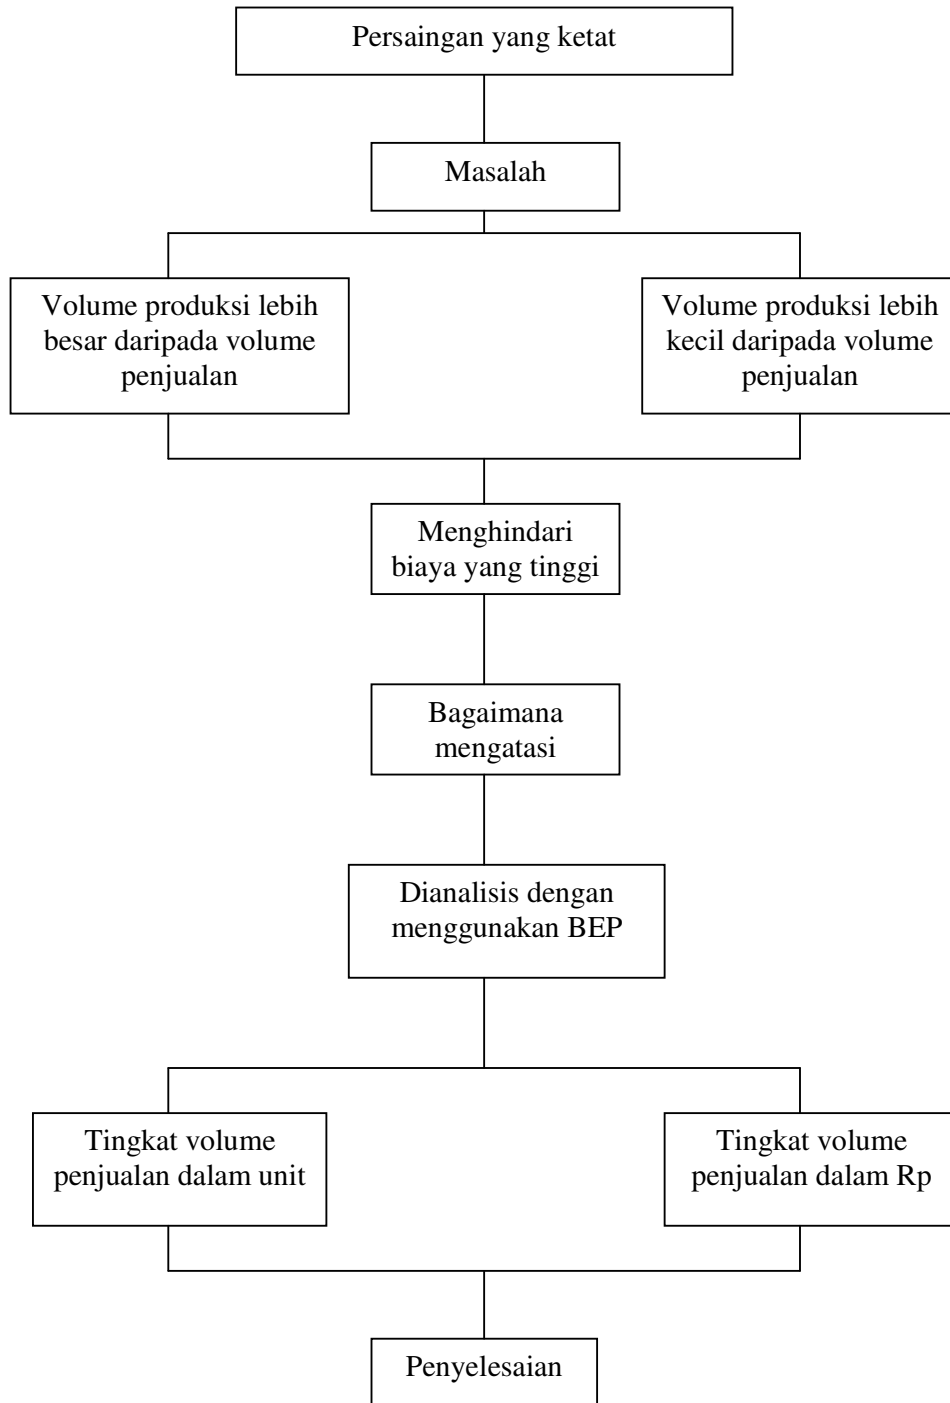 Persaingan yang ketat
Masalah
Volume produksi lebih
besar daripada volume
penjualan
Volume produksi lebih
kecil daripada volume
penjualan
Menghindari
biaya yang tinggi
Bagaimana
mengatasi
Dianalisis dengan
menggunakan BEP
Tingkat volume
penjualan dalam unit
Tingkat volume
penjualan dalam Rp
Penyelesaian